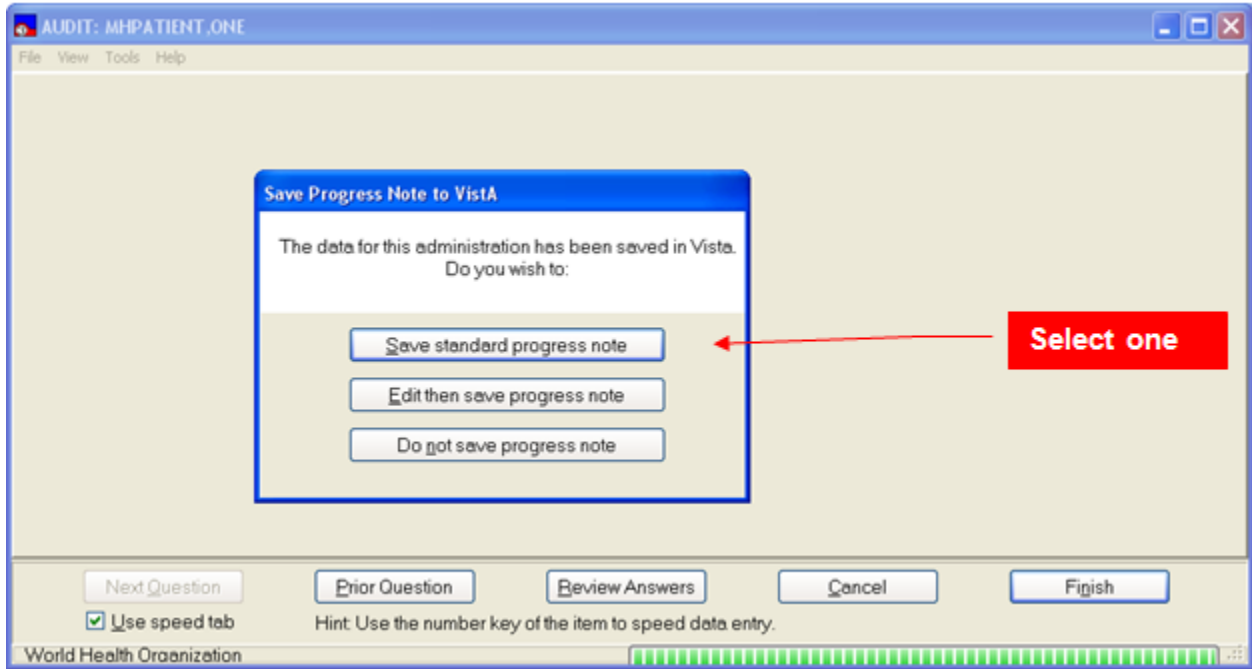 AUDIT: MHPATIENT,ONE
File View Tools Help
Save Progress Note to VistA
The data for this administration has been saved in Vista.
Do you wish to:
Save standard progress note
Select one
Edit then save progress note
Do not save progress note
Next Question Prior Question Review Answers Cancel Finish
Use speed tab Hint: Use the number key of the item to speed data entry.
World Health Organization